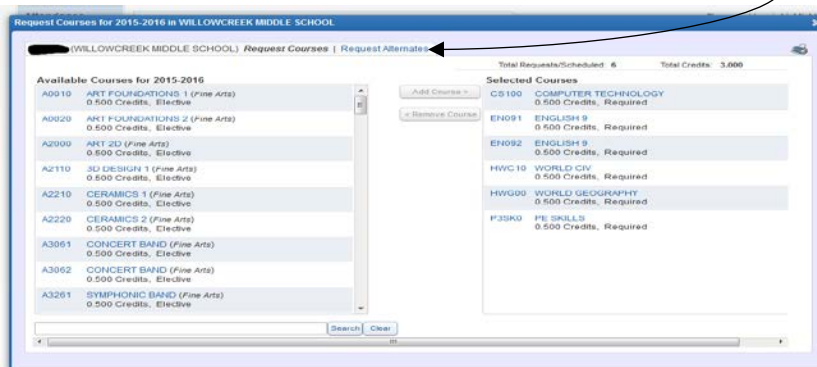 Request Courses for 2015-2016 in WILLOWCREEK MIDDLE SCHOOL
(WILLOWCREEK MIDDLE SCHOOL) Request Courses | Request Alternates
Total Requests/Scheduled: 6 Total Credits: 3.000
Available Courses for 2015-2016
A0010 ART FOUNDATIONS 1 (Fine Arts)
0.500 Credits, Elective
A0020 ART FOUNDATIONS 2 (Fine Arts)
0.500 Credits, Elective
A2000 ART 2D (Fine Arts)
0.500 Credits, Elective
A2110 3D DESIGN 1 (Fine Arts)
0.500 Credits, Elective
A2210 CERAMICS 1 (Fine Arts)
0.500 Credits, Elective
A2220 CERAMICS 2 (Fine Arts)
0.500 Credits, Elective
A3061 CONCERT BAND (Fine Arts)
0.500 Credits, Elective
A3062 CONCERT BAND (Fine Arts)
0.500 Credits, Elective
A3261 SYMPHONIC BAND (Fine Arts)
0.500 Credits, Elective
Search Clear
Add Course >
< Remove Course
Selected Courses
CS100 COMPUTER TECHNOLOGY
0.500 Credits, Required
EN091 ENGLISH 9
0.500 Credits, Required
EN092 ENGLISH 9
0.500 Credits, Required
HWC10 WORLD CIV
0.500 Credits, Required
HWG00 WORLD GEOGRAPHY
0.500 Credits, Required
P3SK0 PE SKILLS
0.500 Credits, Required